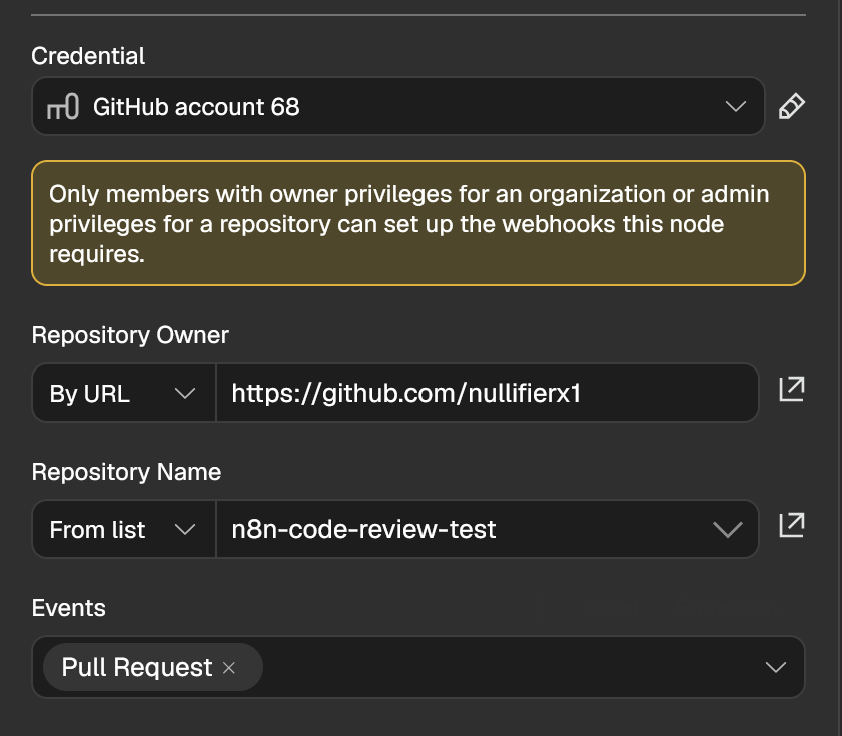 Credential
GitHub account 68
Only members with owner privileges for an organization or admin
privileges for a repository can set up the webhooks this node
requires.
Repository Owner
By URL
https://github.com/nullifierx1
Repository Name
From list
n8n-code-review-test
Events
Pull Request